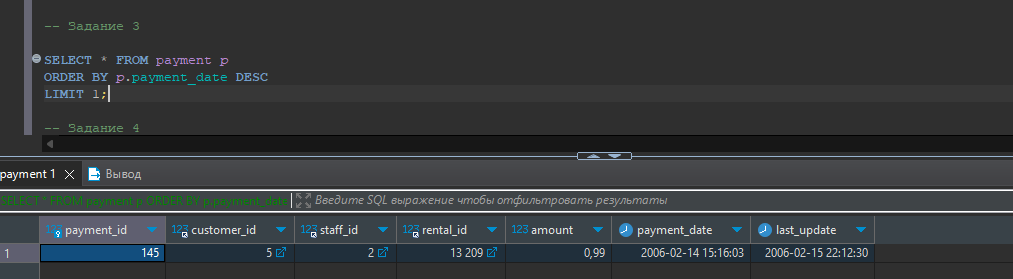 -- Задание 3
SELECT * FROM payment p
ORDER BY p.payment_date DESC
LIMIT 1;
-- Задание 4
payment 1 Вывод
SELECT * FROM payment p ORDER BY p.payment_date Введите SQL выражение чтобы отфильтровать результаты
123 payment_id 123 customer_id 123 staff_id 123 rental_id 123 amount payment_date last_update
1 145 5 2 13 209 0,99 2006-02-14 15:16:03 2006-02-15 22:12:30